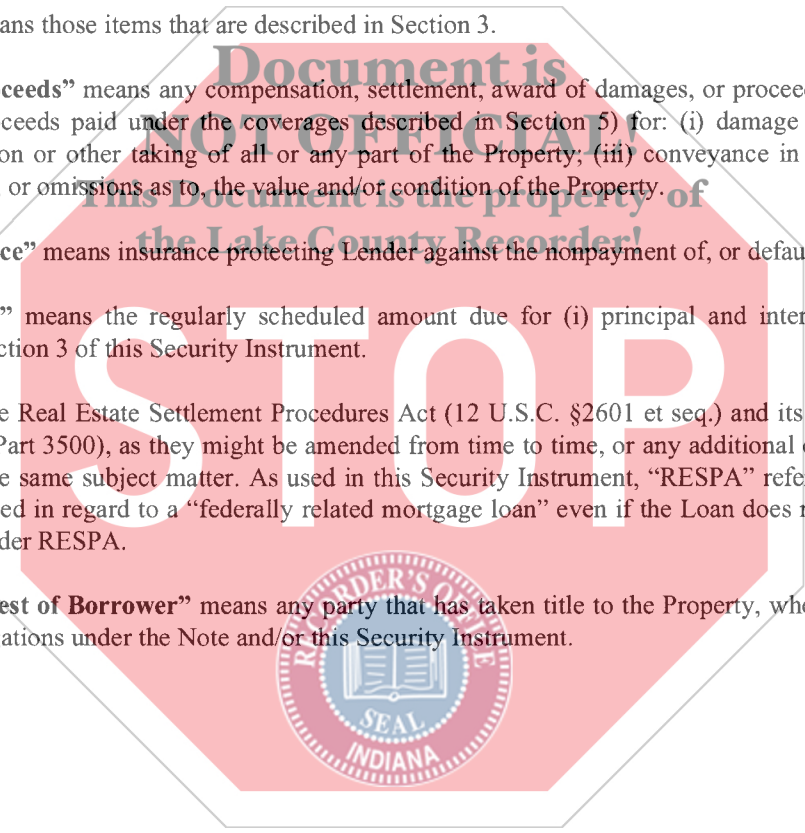 ans those items that are described in Section 3.
Document is
ceeds” means any compensation, settlement, award of damages, or procee
ceeds paid under the coverages described in Section 5) for: (i) damage
NOT OFFICIAL!
on or other taking of all or any part of the Property; (iii) conveyance in
or omissions as to, the value and/or condition of the Property.
This Document is the property of
the Lake County Recorder!
ce” means insurance protecting Lender against the nonpayment of, or defau
” means the regularly scheduled amount due for (i) principal and inter
ction 3 of this Security Instrument.
STOP
e Real Estate Settlement Procedures Act (12 U.S.C. §2601 et seq.) and its
Part 3500), as they might be amended from time to time, or any additional
e same subject matter. As used in this Security Instrument, “RESPA” refe
ed in regard to a “federally related mortgage loan” even if the Loan does
der RESPA.
est of Borrower” means any party that has taken title to the Property, whe
ations under the Note and/or this Security Instrument.
RECORDER'S OFFICE
SEAL
INDIANA